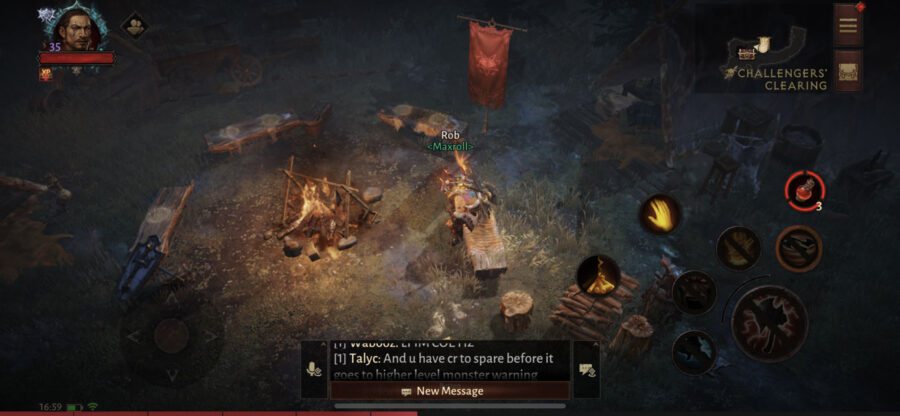 35
XP
CHALLENGERS'
CLEARING
Rob
<Maxroll>
3
[1] Talyc: And u have cr to spare before it
goes to higher level monster warning
New Message
16:59